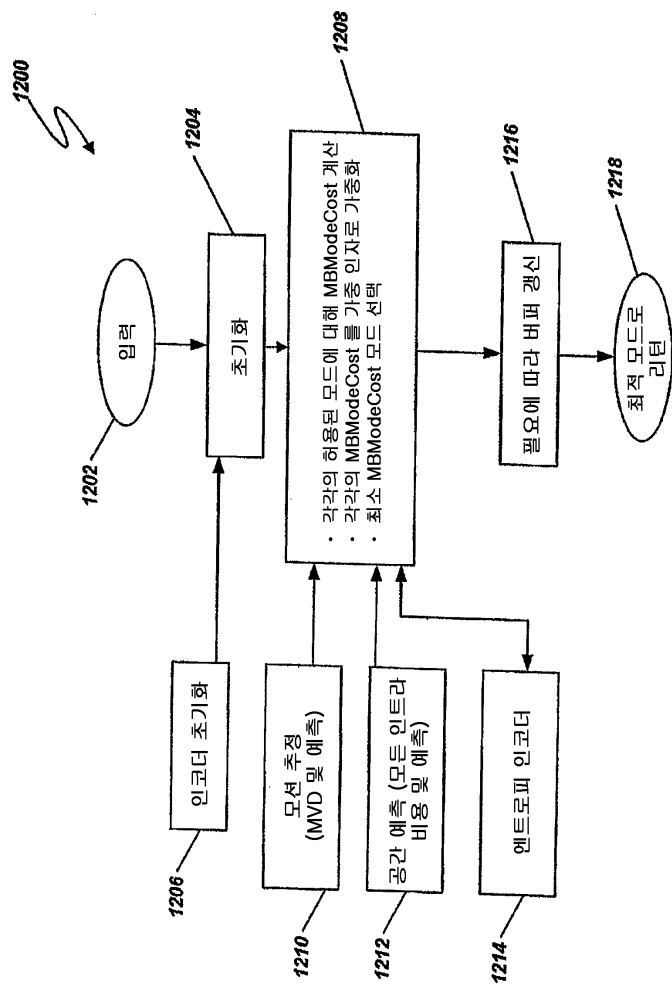 1200
입력
1202
초기화
1204
인코더 초기화
1206
· 각각의 허용된 모드에 대해 MBModeCost 계산
· 각각의 MBModeCost 를 가중 인자로 가중화
· 최소 MBModeCost 모드 선택
1208
모션 추정
(MVD 및 예측)
1210
공간 예측 (모든 인트라
비용 및 예측)
1212
엔트로피 인코더
1214
필요에 따라 버퍼 갱신
1216
최적 모드로
리턴
1218